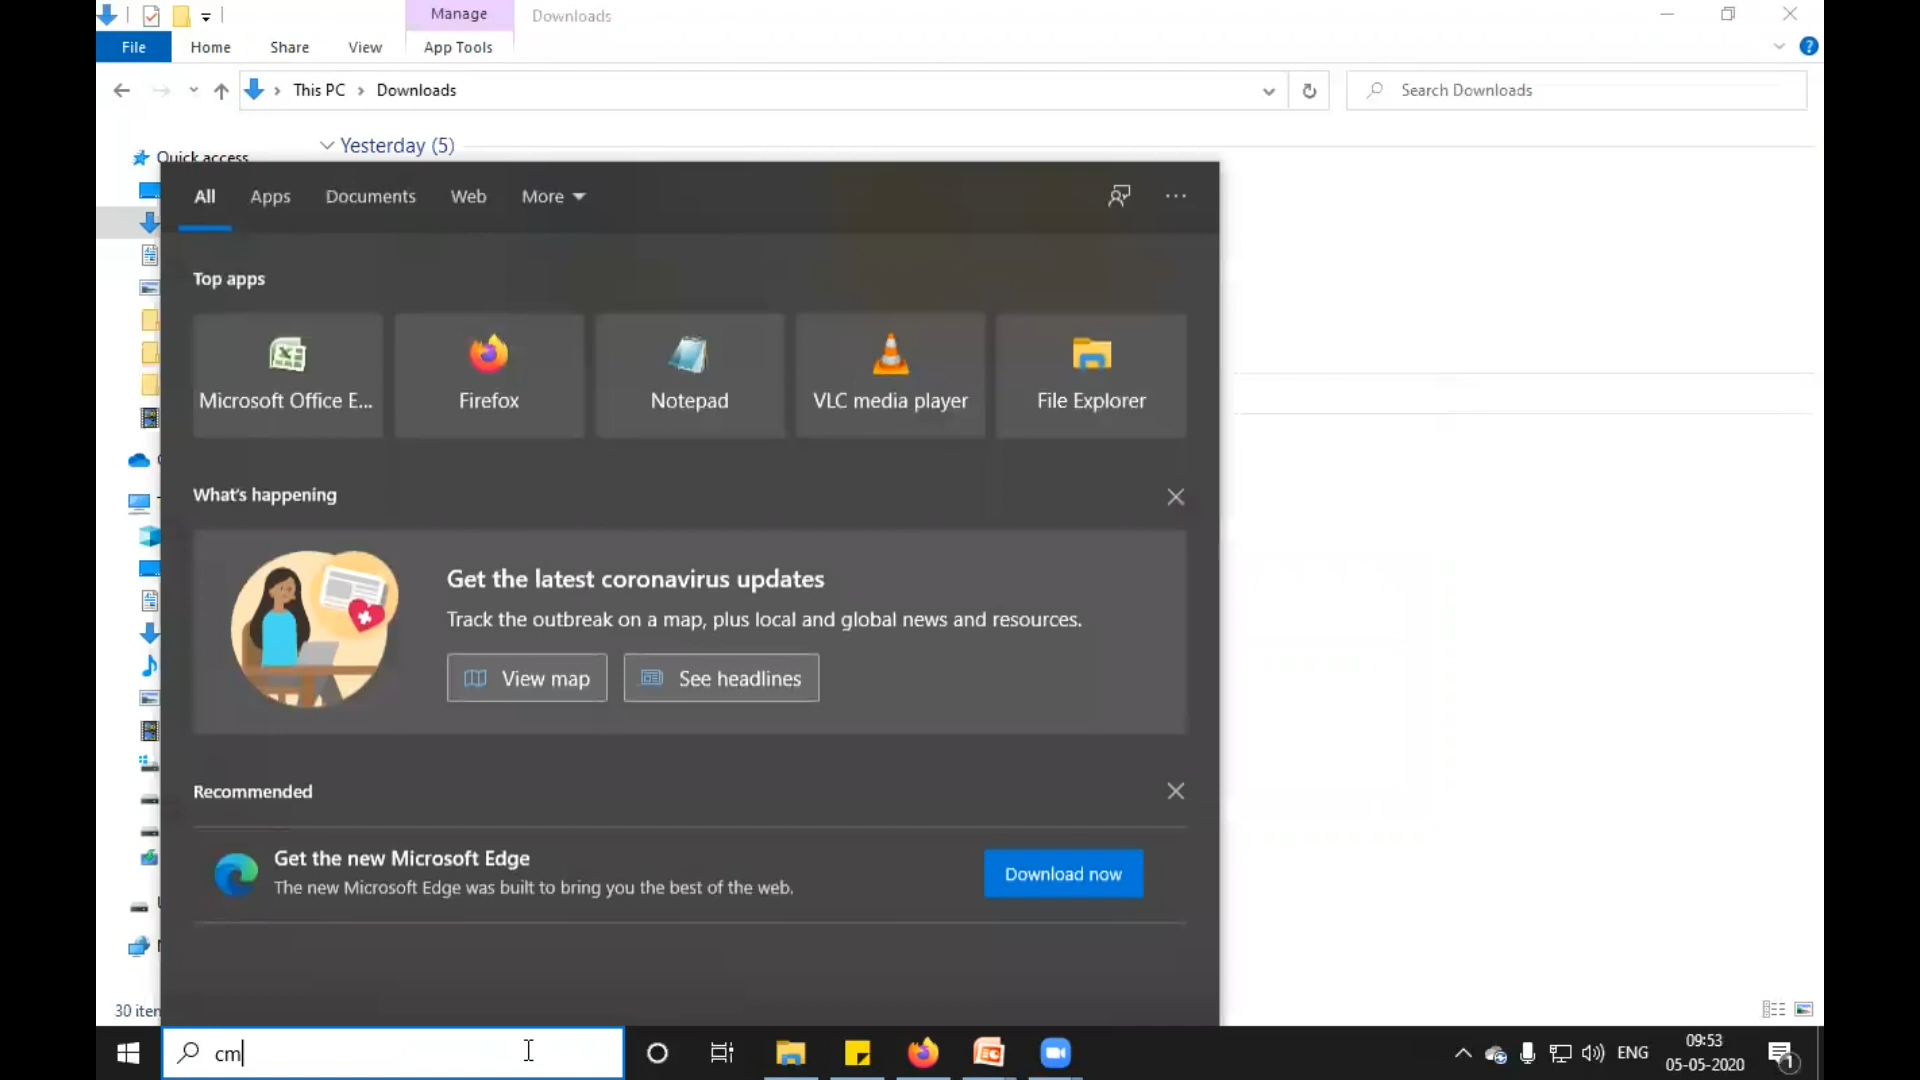 Manage
Downloads
File
Home
Share
View
App Tools
This PC
Downloads
Search Downloads
Yesterday (5)
Quick access
All
Apps
Documents
Web
More
Top apps
Microsoft Office E...
Firefox
Notepad
VLC media player
File Explorer
What's happening
Get the latest coronavirus updates
Track the outbreak on a map, plus local and global news and resources.
View map
See headlines
Recommended
Get the new Microsoft Edge
The new Microsoft Edge was built to bring you the best of the web.
Download now
30
cm
ENG
09:53
05-05-2020
1